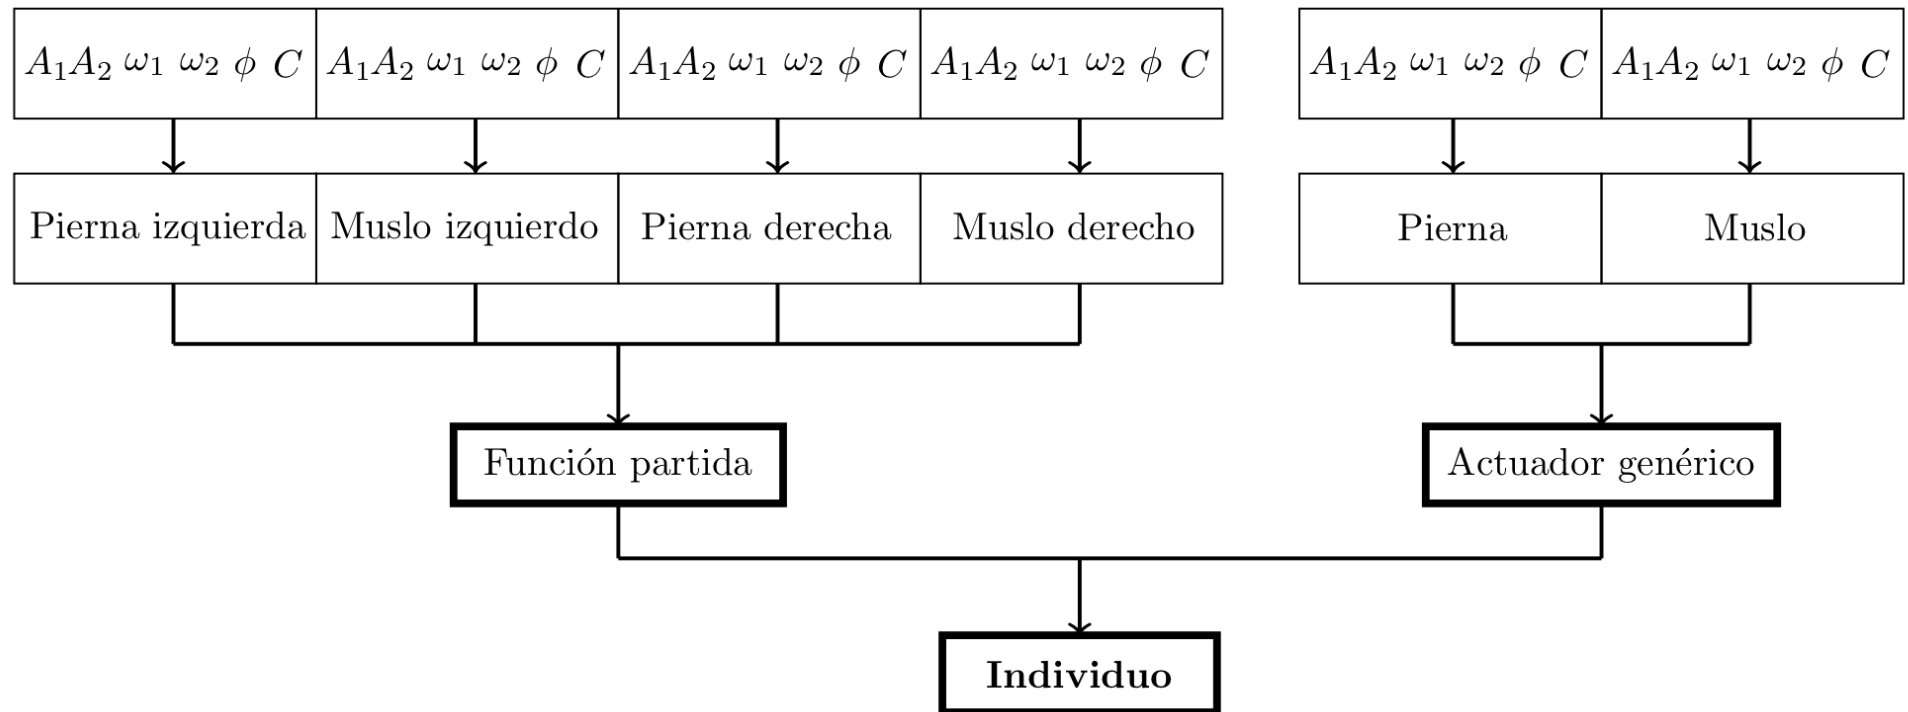 A₁A₂ ω₁ ω₂ ϕ C A₁A₂ ω₁ ω₂ ϕ C A₁A₂ ω₁ ω₂ ϕ C A₁A₂ ω₁ ω₂ ϕ C A₁A₂ ω₁ ω₂ ϕ C A₁A₂ ω₁ ω₂ ϕ C
Pierna izquierda Muslo izquierdo Pierna derecha Muslo derecho Pierna Muslo
Función partida Actuador genérico
Individuo